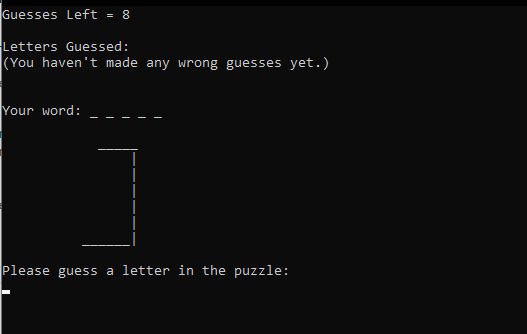 Guesses Left = 8
Letters Guessed:
(You haven't made any wrong guesses yet.)
Your word: _ _ _ _ _
Please guess a letter in the puzzle: